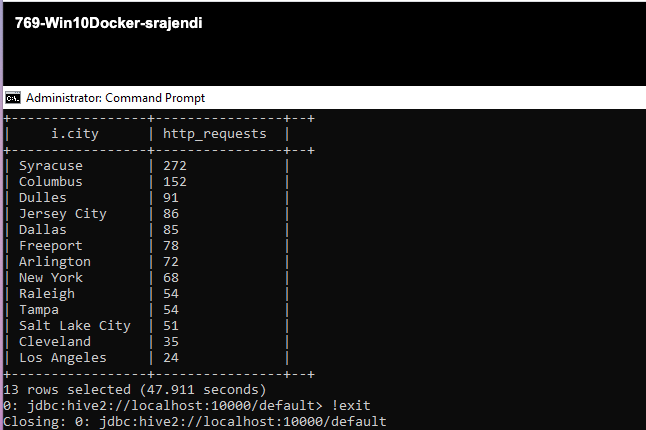 769-Win10Docker-srajendi
Administrator: Command Prompt
+-----------------+----------------+--+
|     i.city      | http_requests  |
+-----------------+----------------+--+
| Syracuse        | 272            |
| Columbus        | 152            |
| Dulles          | 91             |
| Jersey City     | 86             |
| Dallas          | 85             |
| Freeport        | 78             |
| Arlington       | 72             |
| New York        | 68             |
| Raleigh         | 54             |
| Tampa           | 54             |
| Salt Lake City  | 51             |
| Cleveland       | 35             |
| Los Angeles     | 24             |
+-----------------+----------------+--+
13 rows selected (47.911 seconds)
0: jdbc:hive2://localhost:10000/default> !exit
Closing: 0: jdbc:hive2://localhost:10000/default